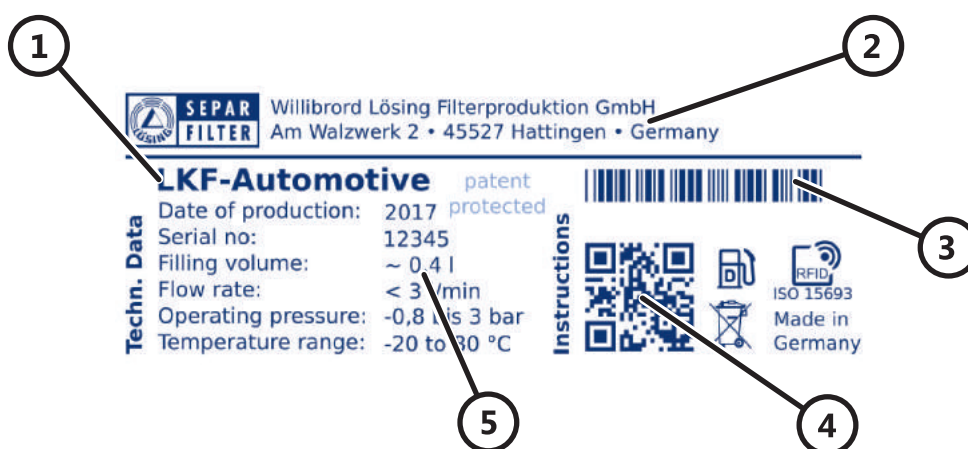 1
2
SEPAR
FILTER
LÖSING
Willibrord Lösing Filterproduktion GmbH
Am Walzwerk 2 • 45527 Hattingen • Germany
LKF-Automotive
patent
protected
Techn. Data
Date of production: 2017
Serial no: 12345
Filling volume: ~ 0.4 l
Flow rate: < 3 l/min
Operating pressure: -0,8 bis 3 bar
Temperature range: -20 to °C
Instructions
D
RFID
ISO 15693
Made in
Germany
3
4
5